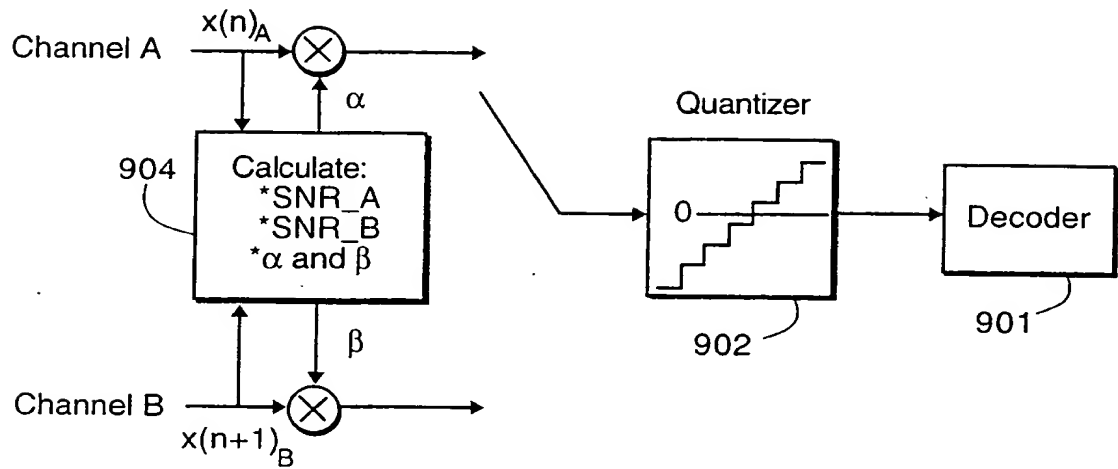 Channel A
x(n)A
α
Quantizer
904
Calculate:
*SNR_A
*SNR_B
*α and β
0
Decoder
902
901
β
Channel B
x(n+1)B